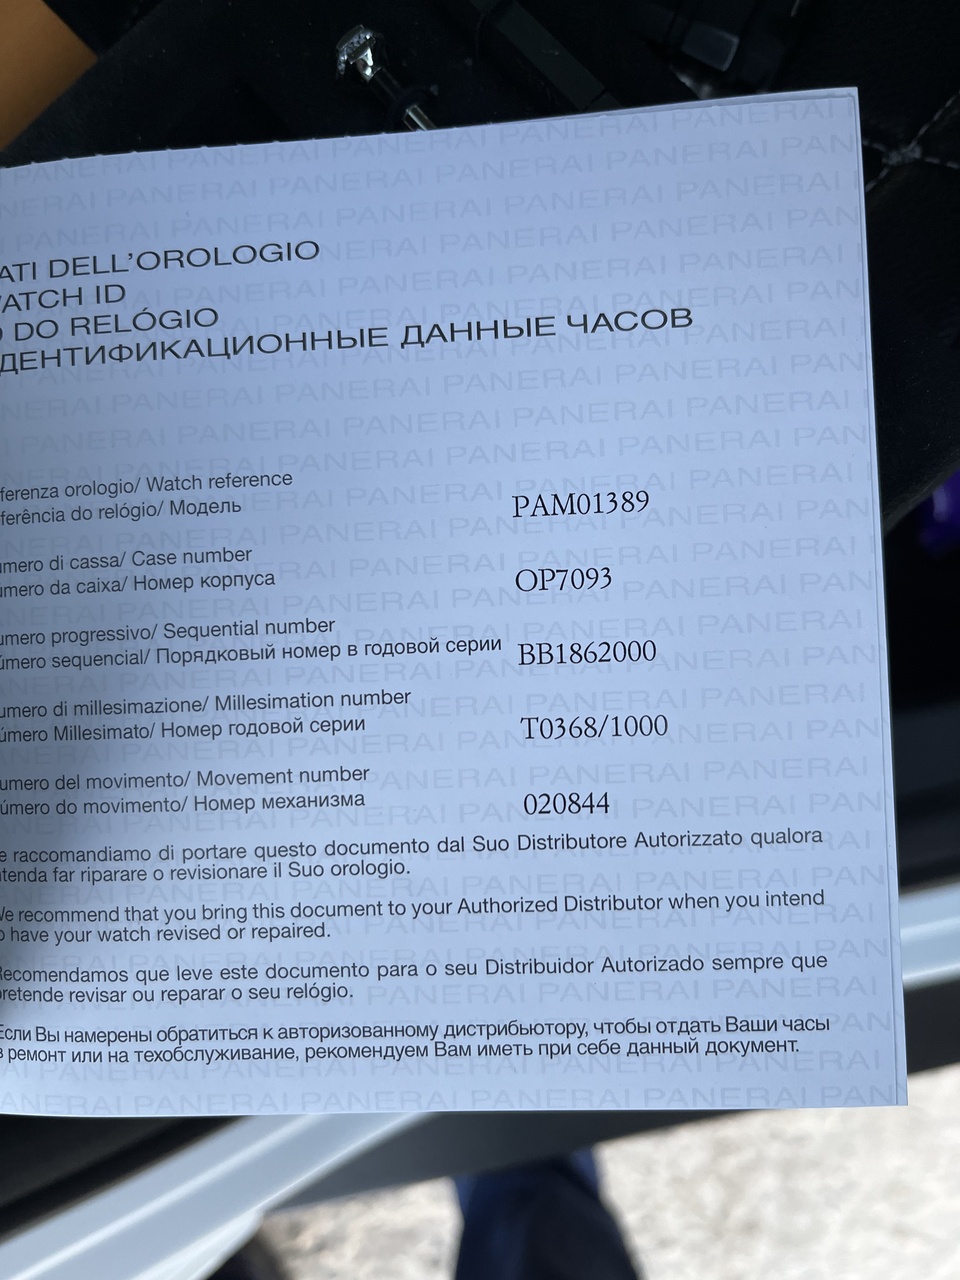 ATI DELL'OROLOGIO
WATCH ID
DO RELÓGIO
ДЕНТИФИКАЦИОННЫЕ ДАННЫЕ ЧАСОВ
ferenza orologio/ Watch reference
ferência do relógio/ Модель
PAM01389
umero di cassa/ Case number
úmero da caixa/ Номер корпуса
OP7093
umero progressivo/ Sequential number
úmero sequencial/ Порядковый номер в годовой серии
BB1862000
umero di millesimazione/ Millesimation number
úmero Millesimato/ Номер годовой серии
T0368/1000
umero del movimento/ Movement number
úmero do movimento/ Номер механизма
020844
e raccomandiamo di portare questo documento dal Suo Distributore Autorizzato qualora
tenda far riparare o revisionare il Suo orologio.
We recommend that you bring this document to your Authorized Distributor when you intend
o have your watch revised or repaired.
Recomendamos que leve este documento para o seu Distribuidor Autorizado sempre que
retende revisar ou reparar o seu relógio.
Если Вы намерены обратиться к авторизованному дистрибьютору, чтобы отдать Ваши часы
в ремонт или на техобслуживание, рекомендуем Вам иметь при себе данный документ.